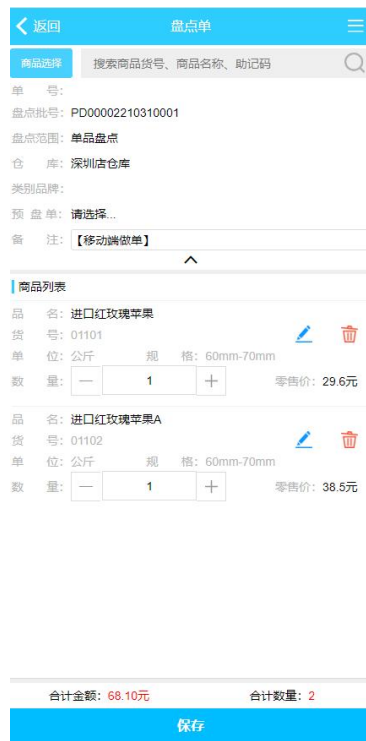 返回 盘点单
商品选择 搜索商品货号、商品名称、助记码
单 号:
盘点批号: PD00002210310001
盘点范围: 单品盘点
仓 库: 深圳店仓库
类别品牌:
预 盘 单: 请选择...
备 注: 【移动端做单】
商品列表
品 名: 进口红玫瑰苹果
货 号: 01101
单 位: 公斤 规 格: 60mm-70mm
数 量: — 1 + 零售价: 29.6元
品 名: 进口红玫瑰苹果A
货 号: 01102
单 位: 公斤 规 格: 60mm-70mm
数 量: — 1 + 零售价: 38.5元
合计金额: 68.10元 合计数量: 2
保存